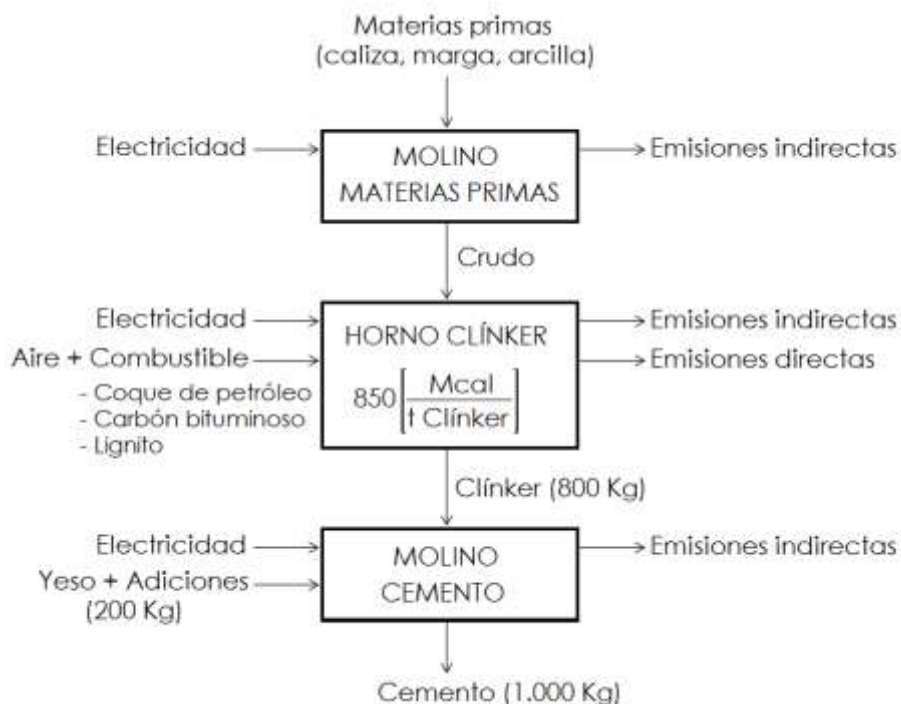 Materias primas
(caliza, marga, arcilla)
Electricidad
MOLINO
MATERIAS PRIMAS
Emisiones indirectas
Crudo
Electricidad
Aire + Combustible
- Coque de petróleo
- Carbón bituminoso
- Lignito
HORNO CLÍNKER
850 [Mcal
t Clínker]
Emisiones indirectas
Emisiones directas
Clínker (800 Kg)
Electricidad
Yeso + Adiciones
(200 Kg)
MOLINO
CEMENTO
Emisiones indirectas
Cemento (1.000 Kg)